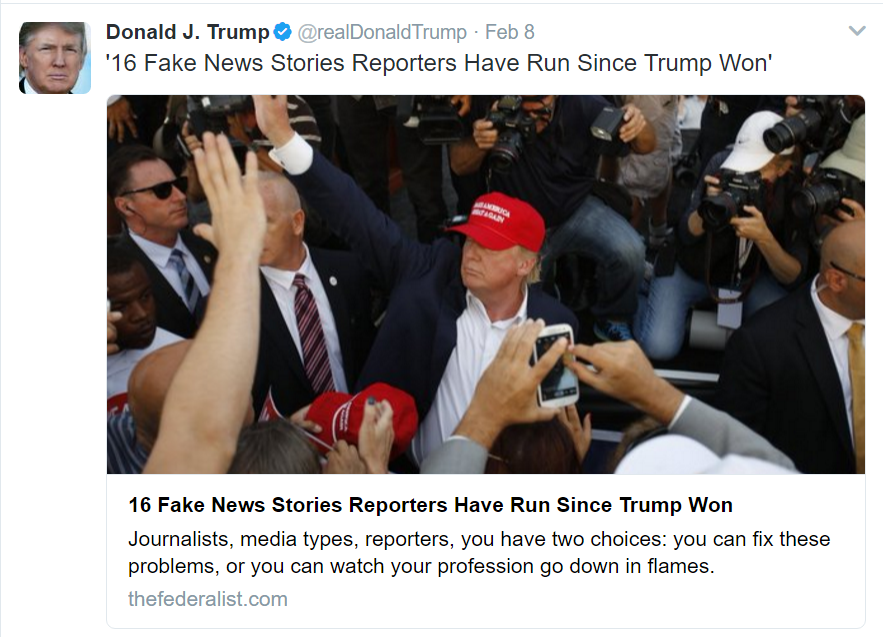 Donald J. Trump @realDonaldTrump · Feb 8
'16 Fake News Stories Reporters Have Run Since Trump Won'
MAKE AMERICA
GREAT AGAIN
16 Fake News Stories Reporters Have Run Since Trump Won
Journalists, media types, reporters, you have two choices: you can fix these
problems, or you can watch your profession go down in flames.
thefederalist.com